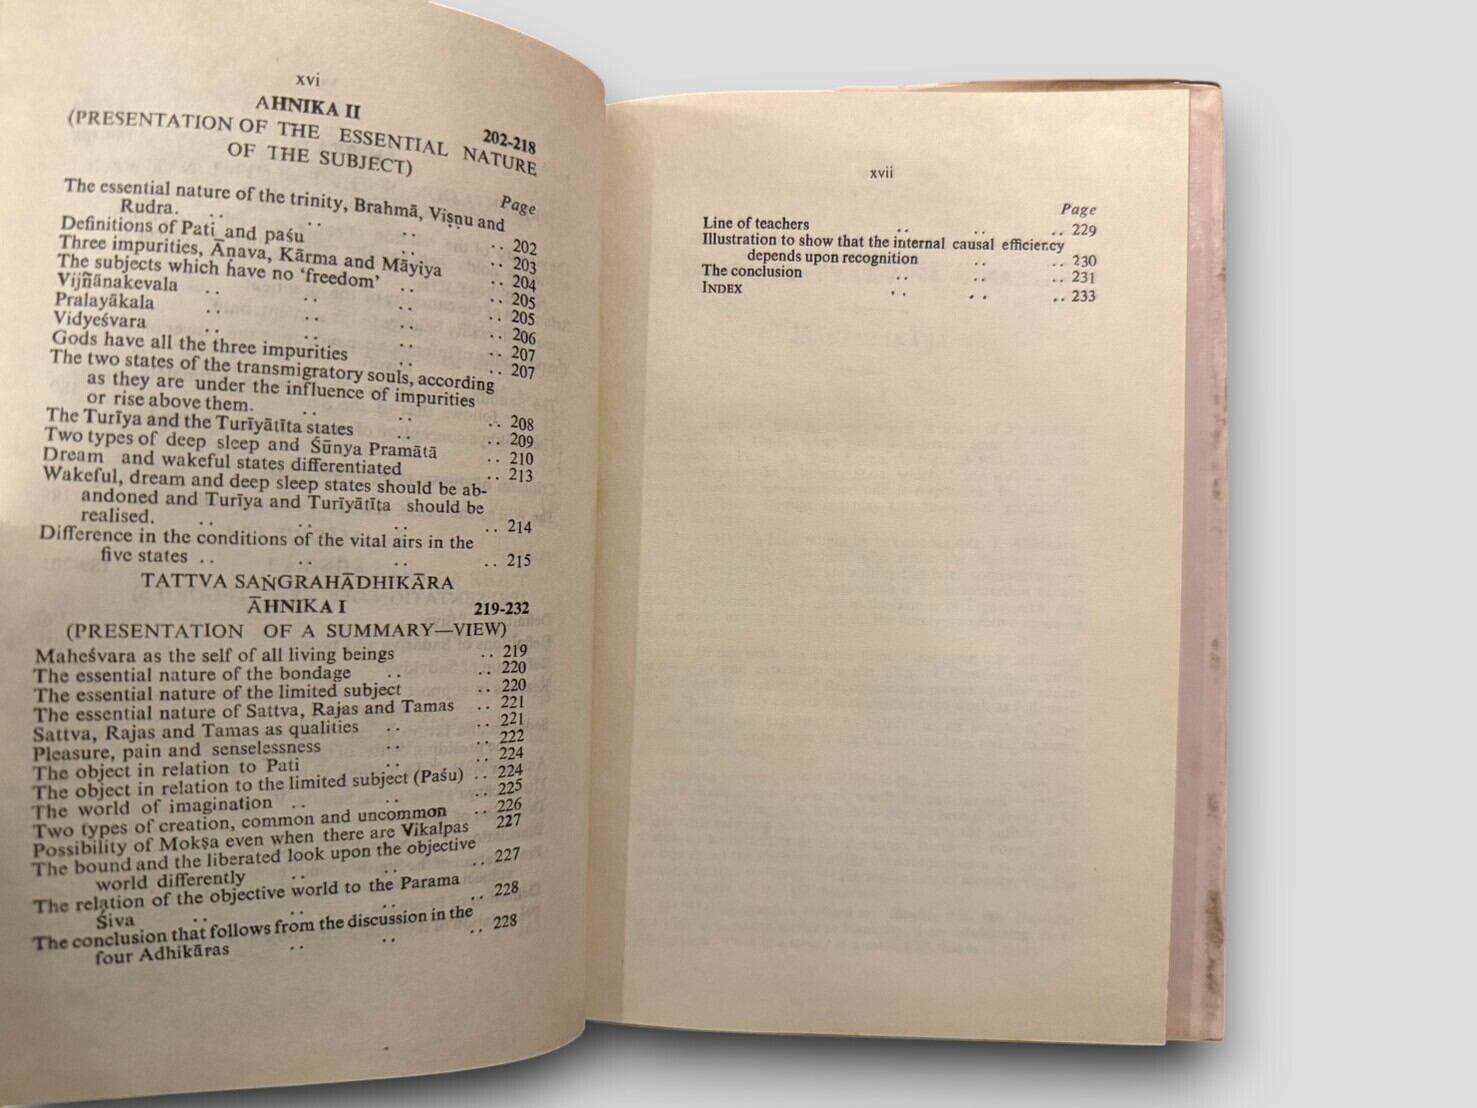 xvi
AHNIKA II
202-218
(PRESENTATION OF THE ESSENTIAL NATURE
OF THE SUBJECT)
Page
The essential nature of the trinity, Brahmā, Viṣṇu and
Rudra. .. .. .. .. 202
Definitions of Pati and paśu .. 203
Three impurities, Āṇava, Kārma and Māyiya .. 204
The subjects which have no 'freedom' .. .. 205
Vijñānakevala .. .. .. .. 205
Pralayākala .. .. .. .. 206
Vidyeśvara .. .. .. .. 207
Gods have all the three impurities .. .. 207
The two states of the transmigratory souls, according
as they are under the influence of impurities
or rise above them. .. .. .. 208
The Turīya and the Turīyātīta states .. .. 209
Two types of deep sleep and Śūnya Pramātā .. 210
Dream and wakeful states differentiated .. 213
Wakeful, dream and deep sleep states should be ab-
andoned and Turīya and Turīyātīta should be
realised. .. .. .. .. 214
Difference in the conditions of the vital airs in the
five states .. .. .. .. 215
TATTVA SAṄGRAHĀDHIKĀRA
ĀHNIKA I 219-232
(PRESENTATION OF A SUMMARY—VIEW)
Maheśvara as the self of all living beings .. 219
The essential nature of the bondage .. .. 220
The essential nature of the limited subject .. 220
The essential nature of Sattva, Rajas and Tamas .. 221
Sattva, Rajas and Tamas as qualities .. .. 221
Pleasure, pain and senselessness .. .. 222
The object in relation to Pati .. 224
The object in relation to the limited subject (Paśu) .. 224
The world of imagination .. .. .. 225
Two types of creation, common and uncommon .. 226
Possibility of Mokṣa even when there are Vikalpas 227
The bound and the liberated look upon the objective
world differently .. .. .. 227
The relation of the objective world to the Parama
Śiva .. .. .. .. 228
The conclusion that follows from the discussion in the
four Adhikāras .. .. .. 228
xvii
Page
Line of teachers .. .. .. 229
Illustration to show that the internal causal efficiency
depends upon recognition .. .. 230
The conclusion .. .. .. 231
INDEX .. .. .. 233